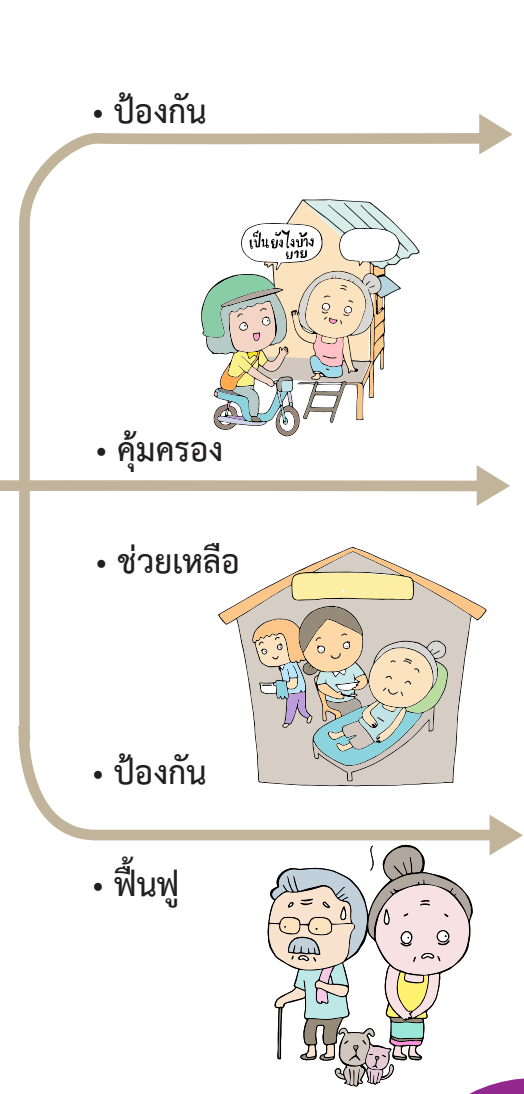 • ป้องกัน
เป็นยังไงบ้าง
ยาย
• คุ้มครอง
• ช่วยเหลือ
• ป้องกัน
• ฟื้นฟู